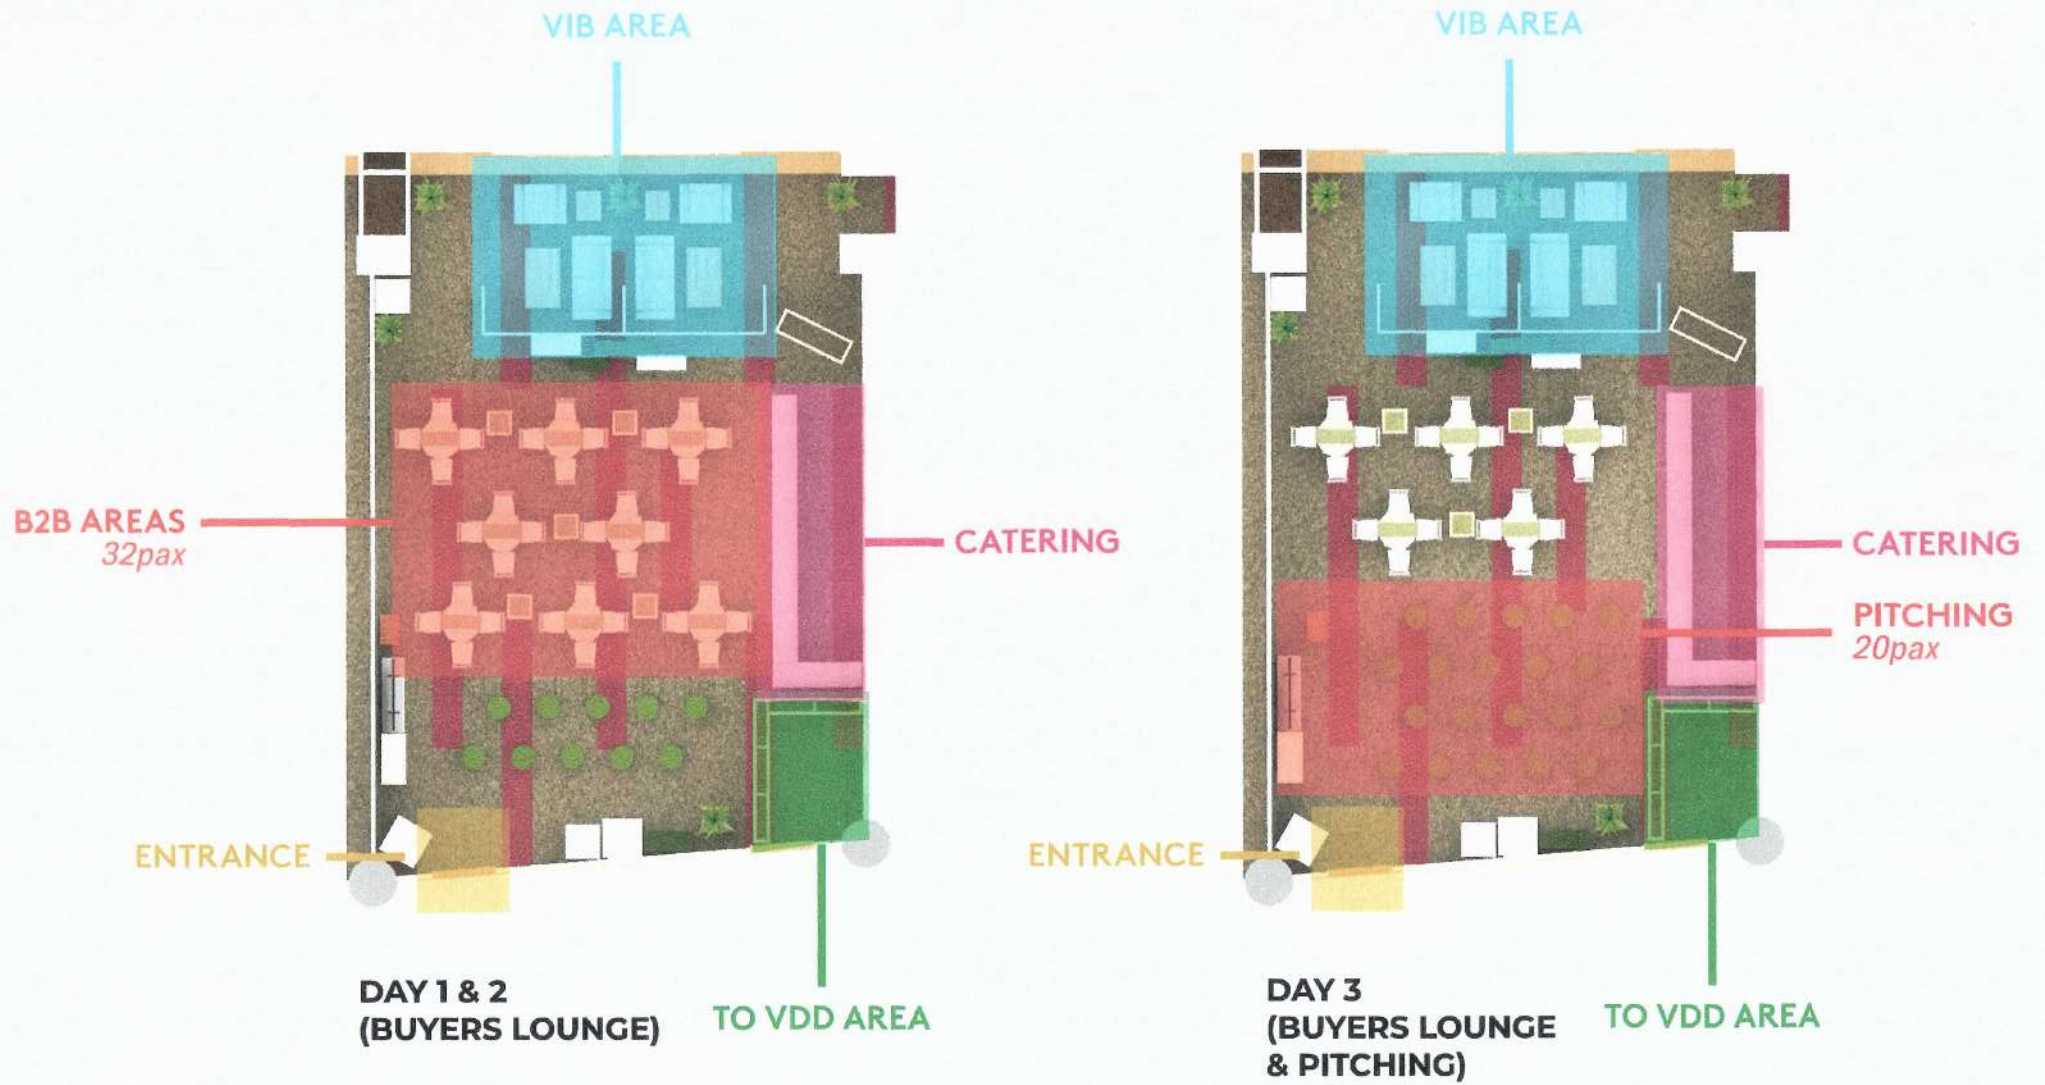 VIB AREA
B2B AREAS
32pax
CATERING
ENTRANCE
TO VDD AREA
DAY 1 & 2
(BUYERS LOUNGE)
VIB AREA
CATERING
PITCHING
20pax
ENTRANCE
TO VDD AREA
DAY 3
(BUYERS LOUNGE
& PITCHING)